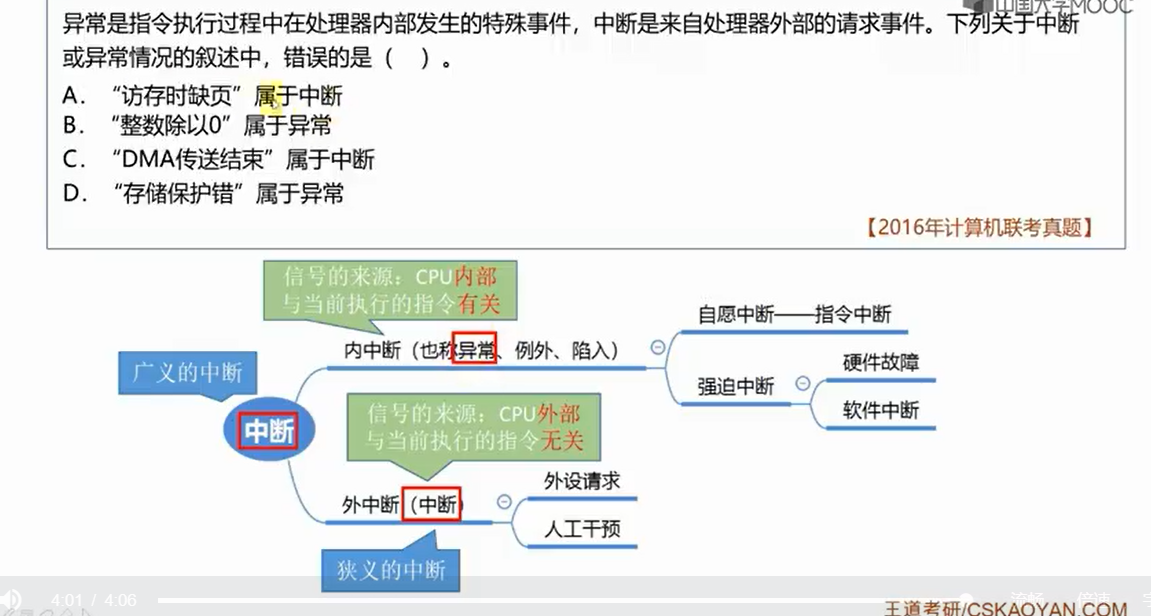 中国大学MOOC
异常是指令执行过程中在处理器内部发生的特殊事件，中断是来自处理器外部的请求事件。下列关于中断
或异常情况的叙述中，错误的是（ ）。
A. “访存时缺页”属于中断
B. “整数除以0”属于异常
C. “DMA传送结束”属于中断
D. “存储保护错”属于异常
【2016年计算机联考真题】
信号的来源：CPU内部
与当前执行的指令有关
自愿中断——指令中断
内中断（也称异常、例外、陷入）
硬件故障
广义的中断
强迫中断
软件中断
信号的来源：CPU外部
与当前执行的指令无关
中断
外设请求
外中断（中断）
人工干预
狭义的中断
4:01 / 4:06
流畅 倍速 字
王道考研/CSKAOYAN.COM